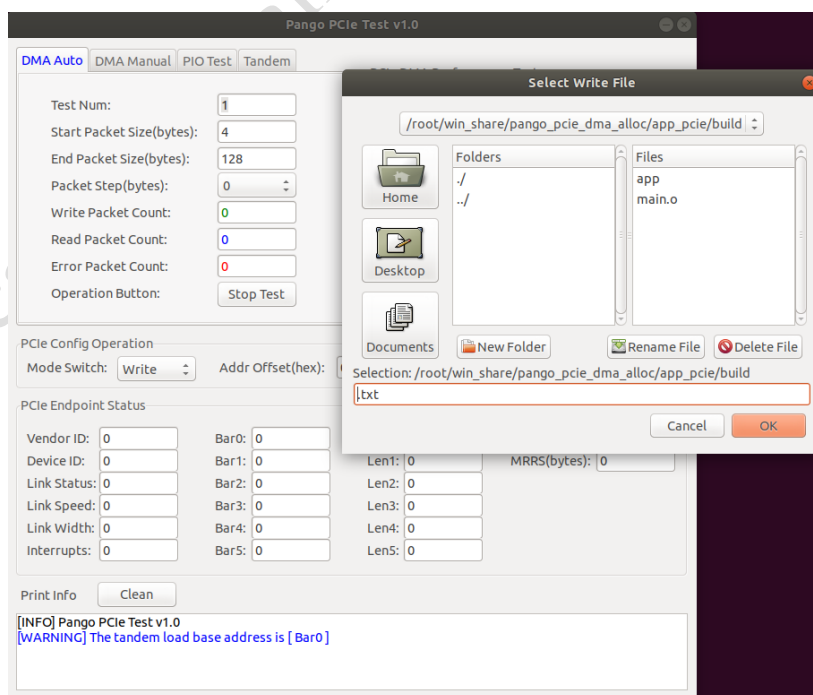 Pango PCIe Test v1.0
DMA Auto DMA Manual PIO Test Tandem
Test Num: 1
Start Packet Size(bytes): 4
End Packet Size(bytes): 128
Packet Step(bytes): 0
Write Packet Count: 0
Read Packet Count: 0
Error Packet Count: 0
Operation Button: Stop Test
PCIe Config Operation
Mode Switch: Write Addr Offset(hex):
PCIe Endpoint Status
Vendor ID: 0 Bar0: 0
Device ID: 0 Bar1: 0 Len1: 0 MRRS(bytes): 0
Link Status: 0 Bar2: 0 Len2: 0
Link Speed: 0 Bar3: 0 Len3: 0
Link Width: 0 Bar4: 0 Len4: 0
Interrupts: 0 Bar5: 0 Len5: 0
Print Info Clean
[INFO] Pango PCIe Test v1.0
[WARNING] The tandem load base address is [ Bar0 ]
Select Write File
/root/win_share/pango_pcie_dma_alloc/app_pcie/build
Home
Desktop
Documents
Folders
./
../
Files
app
main.o
New Folder Rename File Delete File
Selection: /root/win_share/pango_pcie_dma_alloc/app_pcie/build
.txt
Cancel OK